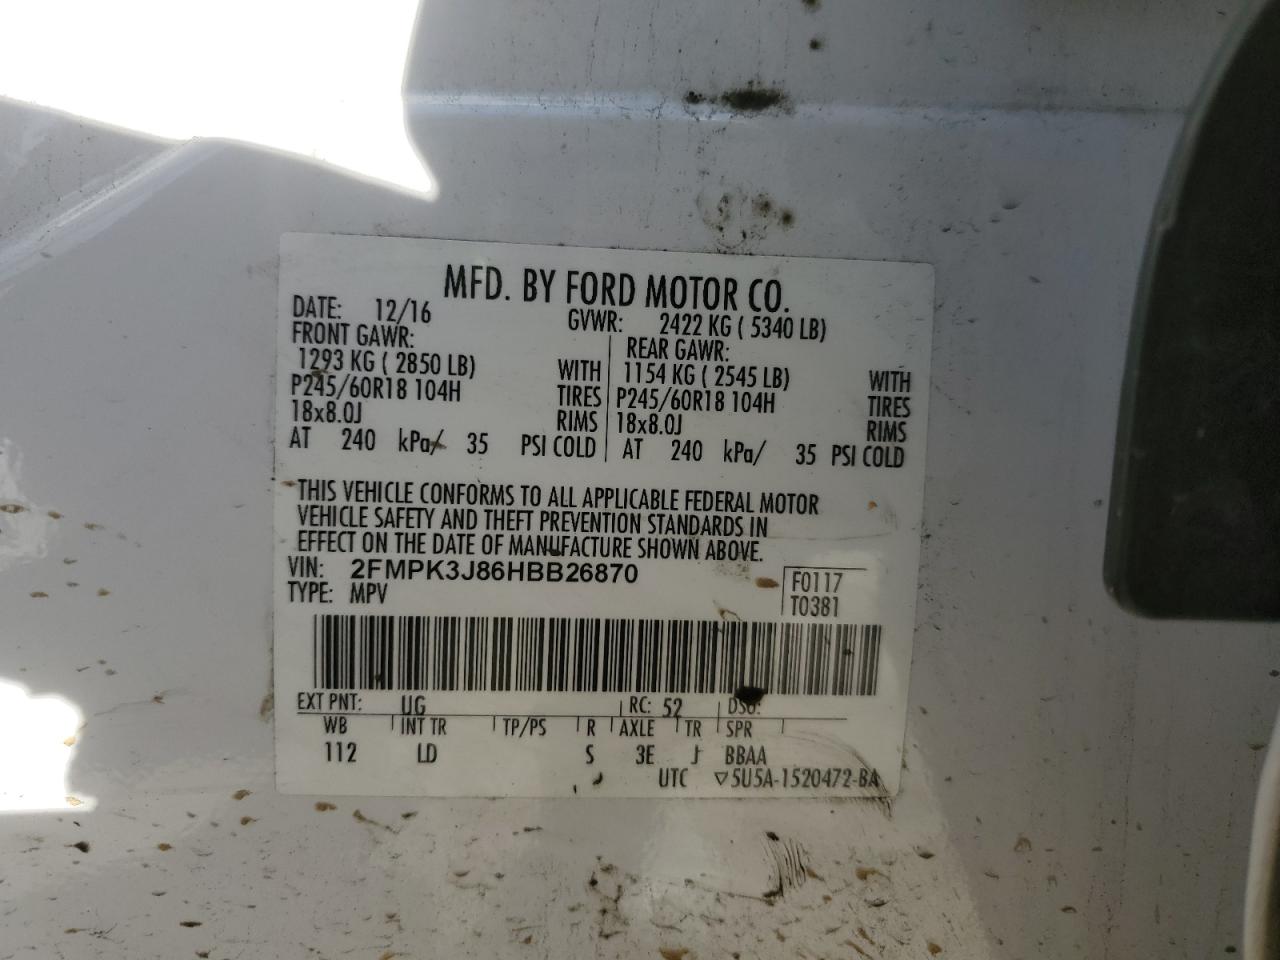 MFD. BY FORD MOTOR CO.
DATE: 12/16 GVWR: 2422 KG ( 5340 LB)
FRONT GAWR: REAR GAWR:
1293 KG ( 2850 LB) WITH 1154 KG ( 2545 LB) WITH
P245/60R18 104H TIRES P245/60R18 104H TIRES
18x8.0J RIMS 18x8.0J RIMS
AT 240 kPa/ 35 PSI COLD AT 240 kPa/ 35 PSI COLD
THIS VEHICLE CONFORMS TO ALL APPLICABLE FEDERAL MOTOR
VEHICLE SAFETY AND THEFT PREVENTION STANDARDS IN
EFFECT ON THE DATE OF MANUFACTURE SHOWN ABOVE.
VIN: 2FMPK3J86HBB26870 F0117
TYPE: MPV T0381
EXT PNT: UG RC: 52 DSO:
WB INT TR TP/PS R AXLE TR SPR
112 LD S 3E J BBAA
UTC ▽5U5A-1520472-BA